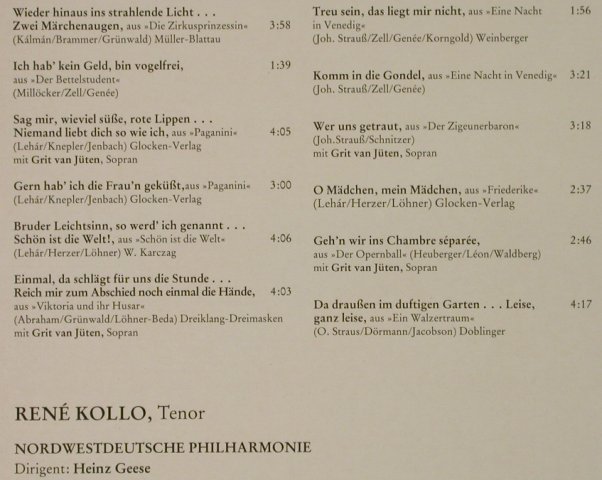 Wieder hinaus ins strahlende Licht . . .
Zwei Märchenaugen, aus »Die Zirkusprinzessin« 3:58
(Kálmán/Brammer/Grünwald) Müller-Blattau
Ich hab' kein Geld, bin vogelfrei, 1:39
aus »Der Bettelstudent«
(Millöcker/Zell/Genée)
Sag mir, wieviel süße, rote Lippen . . .
Niemand liebt dich so wie ich, aus »Paganini« 4:05
(Lehár/Knepler/Jenbach) Glocken-Verlag
mit Grit van Jüten, Sopran
Gern hab' ich die Frau'n geküßt,aus »Paganini« 3:00
(Lehár/Knepler/Jenbach) Glocken-Verlag
Bruder Leichtsinn, so werd' ich genannt . . .
Schön ist die Welt!, aus »Schön ist die Welt« 4:06
(Lehár/Herzer/Löhner) W. Karczag
Einmal, da schlägt für uns die Stunde . . .
Reich mir zum Abschied noch einmal die Hände, 4:03
aus »Viktoria und ihr Husar«
(Abraham/Grünwald/Löhner-Beda) Dreiklang-Dreimasken
mit Grit van Jüten, Sopran
Treu sein, das liegt mir nicht, aus »Eine Nacht 1:56
in Venedig«
(Joh. Strauß/Zell/Genée/Korngold) Weinberger
Komm in die Gondel, aus »Eine Nacht in Venedig« 3:21
(Joh. Strauß/Zell/Genée)
Wer uns getraut, aus »Der Zigeunerbaron« 3:18
(Joh.Strauß/Schnitzer)
mit Grit van Jüten, Sopran
O Mädchen, mein Mädchen, aus »Friederike« 2:37
(Lehár/Herzer/Löhner) Glocken-Verlag
Geh'n wir ins Chambre séparée, 2:46
aus »Der Opernball« (Heuberger/Léon/Waldberg)
mit Grit van Jüten, Sopran
Da draußen im duftigen Garten . . . Leise, 4:17
ganz leise, aus »Ein Walzertraum«
(O. Straus/Dörmann/Jacobson) Doblinger
RENÉ KOLLO, Tenor
NORDWESTDEUTSCHE PHILHARMONIE
Dirigent: Heinz Geese